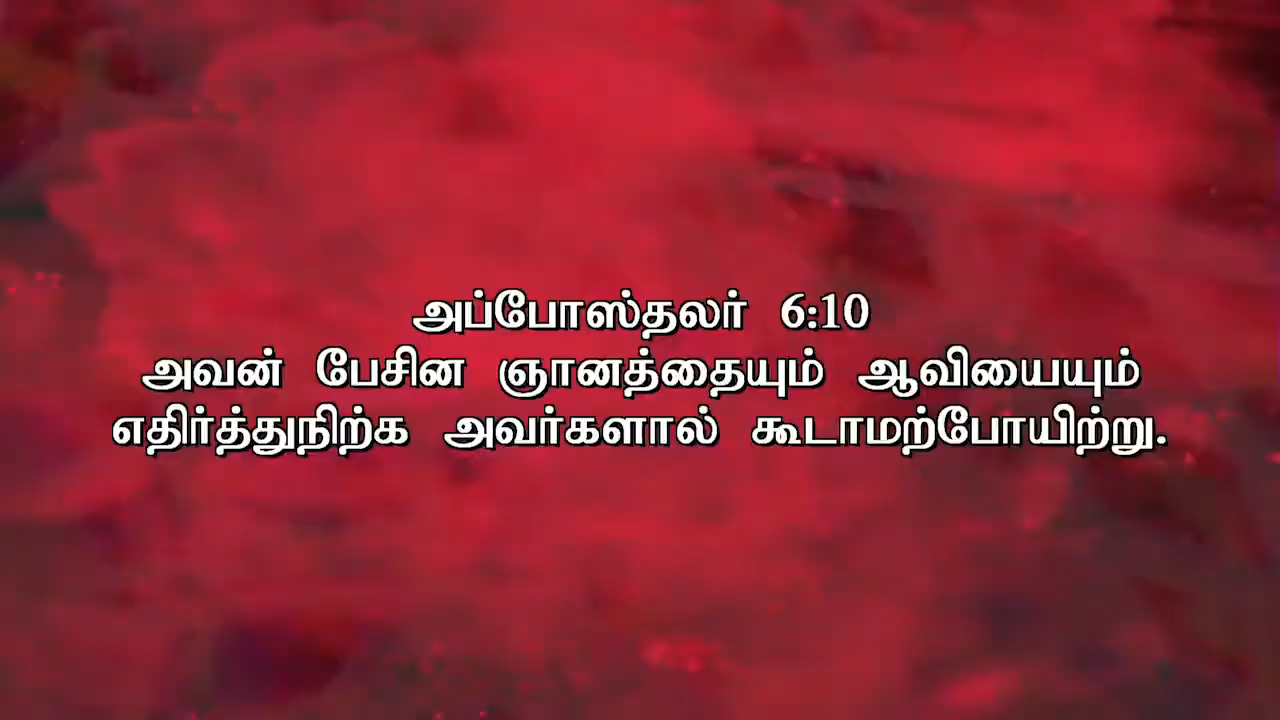 அப்போஸ்தலர் 6:10
அவன் பேசின ஞானத்தையும் ஆவியையும்
எதிர்த்துநிற்க அவர்களால் கூடாமற்போயிற்று.